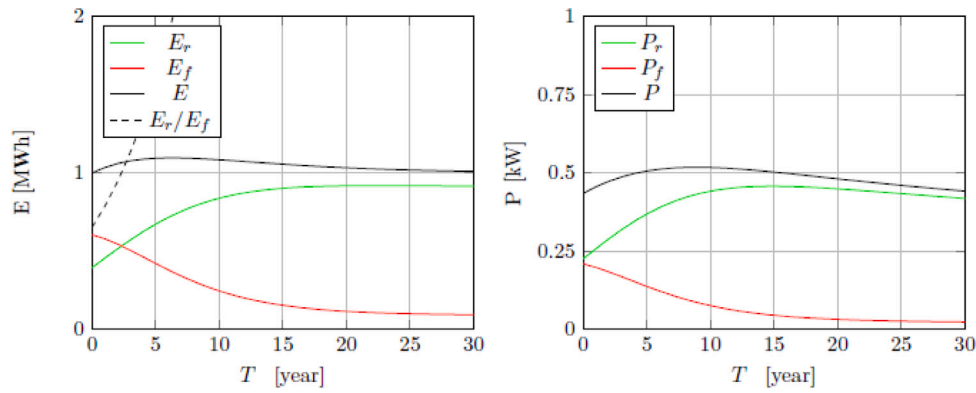 2
1
0
E [MWh]
E_r
E_f
E
E_r/E_f
0 5 10 15 20 25 30
T [year]
1
0.75
0.5
0.25
0
P [kW]
P_r
P_f
P
0 5 10 15 20 25 30
T [year]